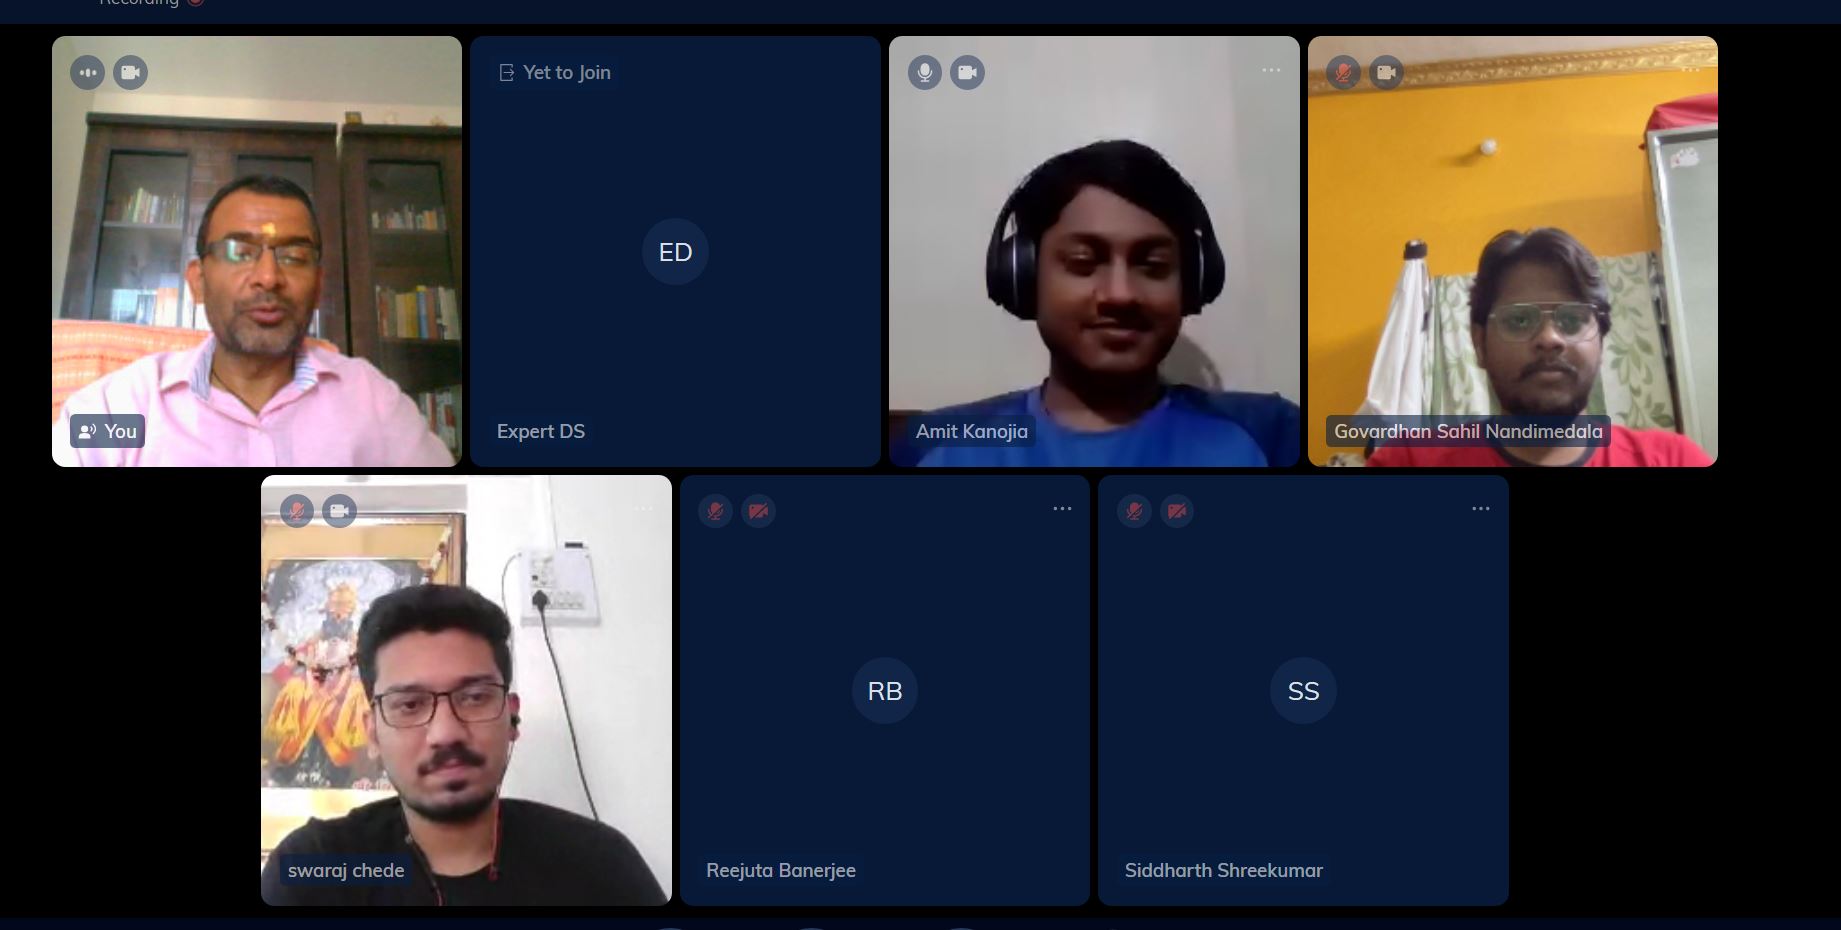 Recording
Yet to Join
ED
You
Expert DS
Amit Kanojia
Govardhan Sahil Nandimedala
RB
SS
swaraj chede
Reejuta Banerjee
Siddharth Shreekumar